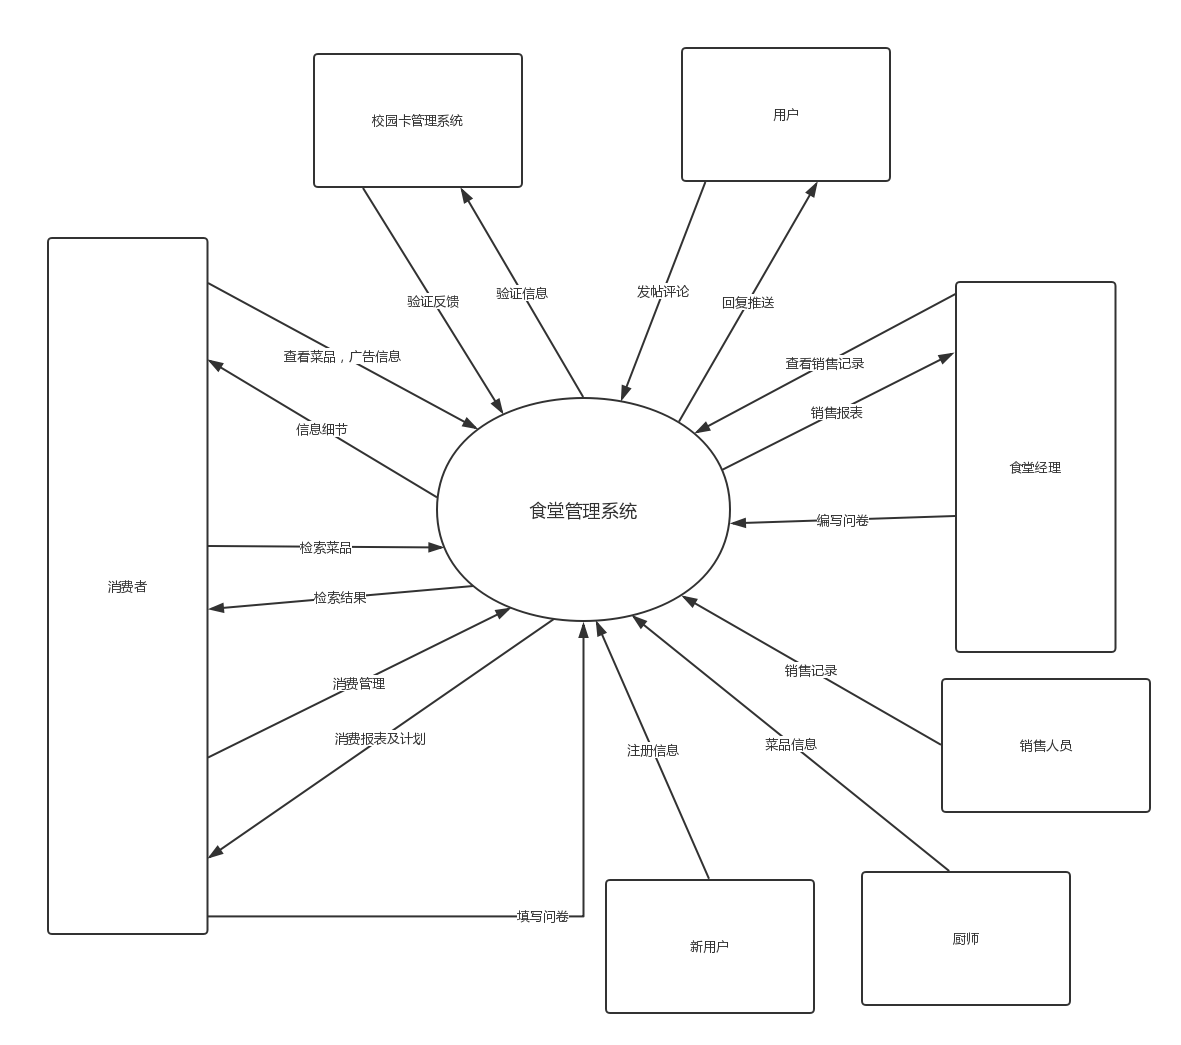 校园卡管理系统
用户
验证反馈
验证信息
发帖评论
回复推送
查看菜品，广告信息
查看销售记录
信息细节
销售报表
食堂经理
食堂管理系统
编写问卷
检索菜品
消费者
检索结果
消费管理
销售记录
消费报表及计划
注册信息
菜品信息
销售人员
填写问卷
新用户
厨师